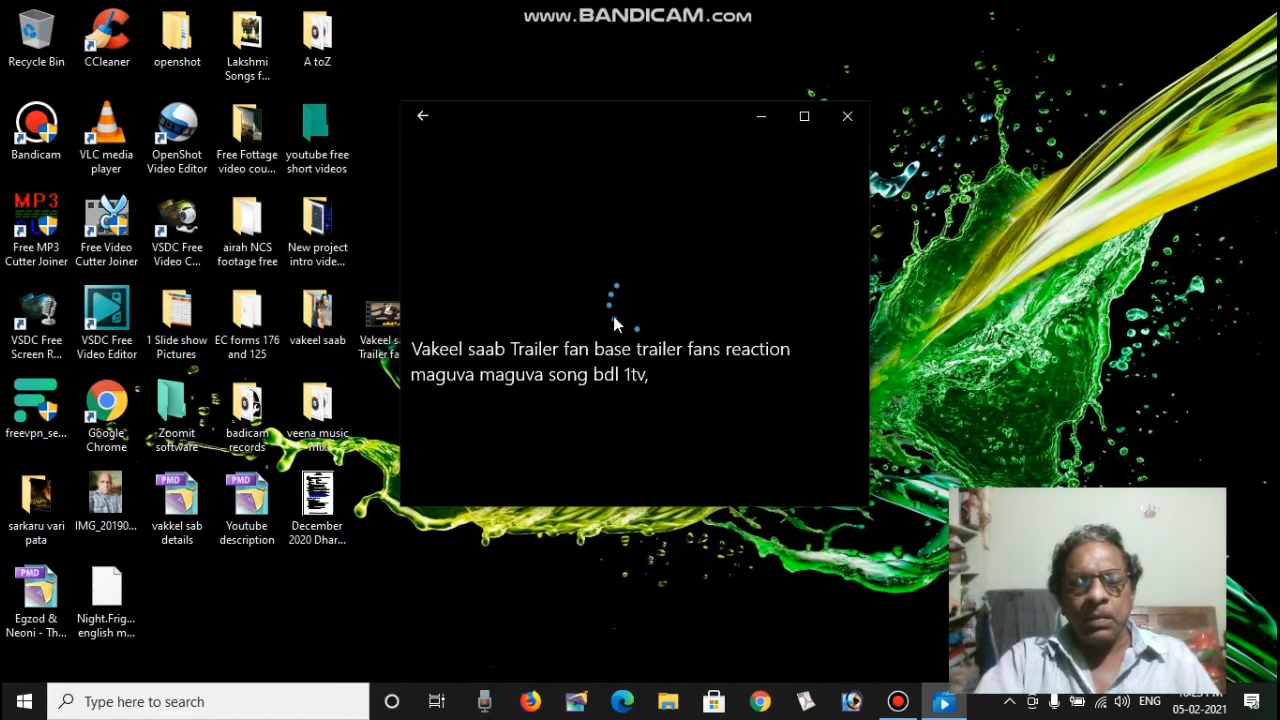 www.BANDICAM.com
Recycle Bin
CCleaner
openshot
Lakshmi
Songs f...
A toZ
Bandicam
VLC media
player
OpenShot
Video Editor
Free Fottage
video cou...
youtube free
short videos
MP3
Free MP3
Cutter Joiner
Free Video
Cutter Joiner
VSDC Free
Video C...
airah NCS
footage free
New project
intro vide...
VSDC Free
Screen R...
VSDC Free
Video Editor
1 Slide show
Pictures
EC forms 176
and 125
vakeel saab
Vakeel s
Trailer fa
Vakeel saab Trailer fan base trailer fans reaction
maguva maguva song bdl 1tv,
freevpn_se...
Google
Chrome
Zoomit
software
badicam
records
veena music
mix
PMD
PMD
sarkaru vari
pata
IMG_20190...
vakkel sab
details
Youtube
description
December
2020 Dhar...
PMD
Egzod &
Neoni - Th...
Night.Frig...
english m...
Type here to search
ENG
05-02-2021